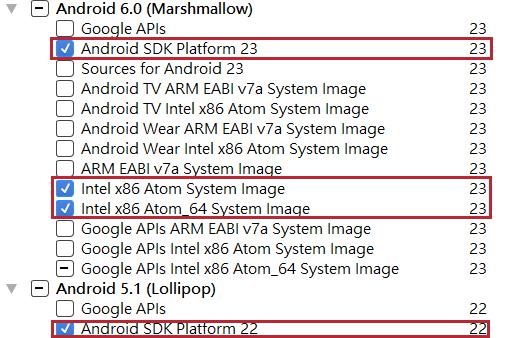 Android 6.0 (Marshmallow)
Google APIs 23
Android SDK Platform 23 23
Sources for Android 23 23
Android TV ARM EABI v7a System Image 23
Android TV Intel x86 Atom System Image 23
Android Wear ARM EABI v7a System Image 23
Android Wear Intel x86 Atom System Image 23
ARM EABI v7a System Image 23
Intel x86 Atom System Image 23
Intel x86 Atom_64 System Image 23
Google APIs ARM EABI v7a System Image 23
Google APIs Intel x86 Atom System Image 23
Google APIs Intel x86 Atom_64 System Image 23
Android 5.1 (Lollipop)
Google APIs 22
Android SDK Platform 22 22